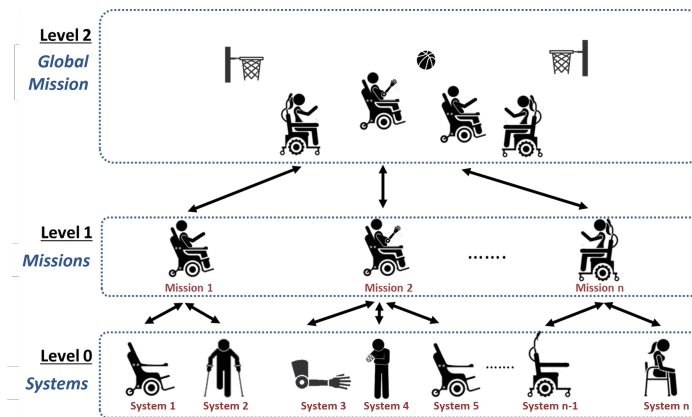 Level 2
Global
Mission
Level 1
Missions
Mission 1
Mission 2
.......
Mission n
Level 0
Systems
.......
System 1
System 2
System 3
System 4
System 5
System n-1
System n